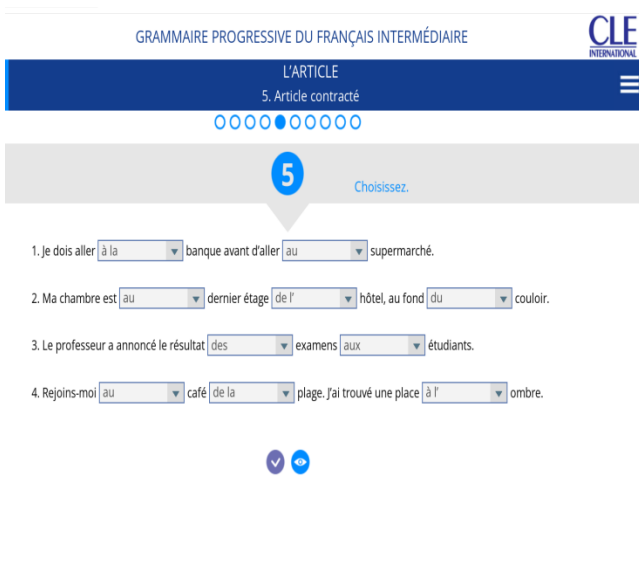 GRAMMAIRE PROGRESSIVE DU FRANÇAIS INTERMÉDIAIRE
CLE
INTERNATIONAL
L'ARTICLE
5. Article contracté
5
Choisissez.
1. Je dois aller à la banque avant d'aller au supermarché.
2. Ma chambre est au dernier étage de l' hôtel, au fond du couloir.
3. Le professeur a annoncé le résultat des examens aux étudiants.
4. Rejoins-moi au café de la plage. J'ai trouvé une place à l' ombre.